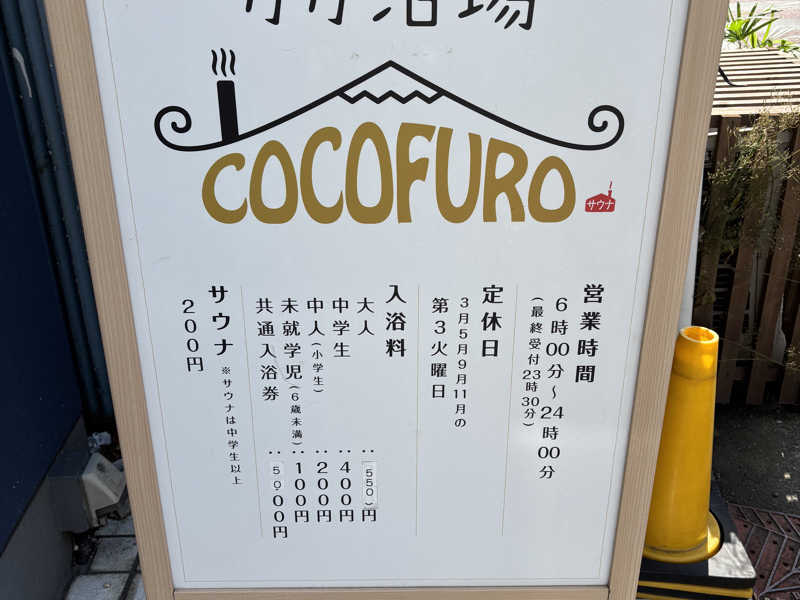 COCOFURO
サウナ
営業時間
6時00分〜24時00分
(最終受付23時30分)
定休日
3月5月9月11月の
第3火曜日
入浴料
大人‥550円
中学生‥400円
中人(小学生)‥200円
未就学児(6歳未満)‥100円
共通入浴券‥5000円
サウナ ※サウナは中学生以上
200円